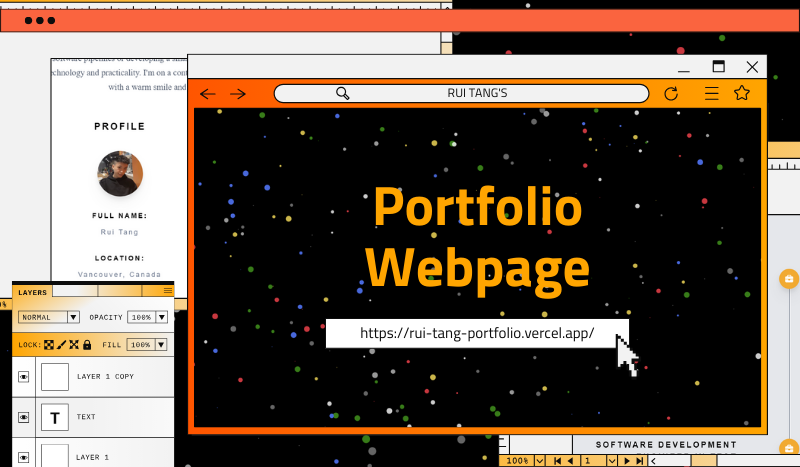 software pipelines or developing a
chnology and practicality. I'm on a
with a warm smile and
PROFILE
FULL NAME:
Rui Tang
LOCATION:
Vancouver, Canada
RUI TANG'S
Portfolio
Webpage
https://rui-tang-portfolio.vercel.app/
LAYERS
NORMAL OPACITY 100%
LOCK: FILL 100%
LAYER 1 COPY
T TEXT
LAYER 1
SOFTWARE DEVELOPMENT
100% 1